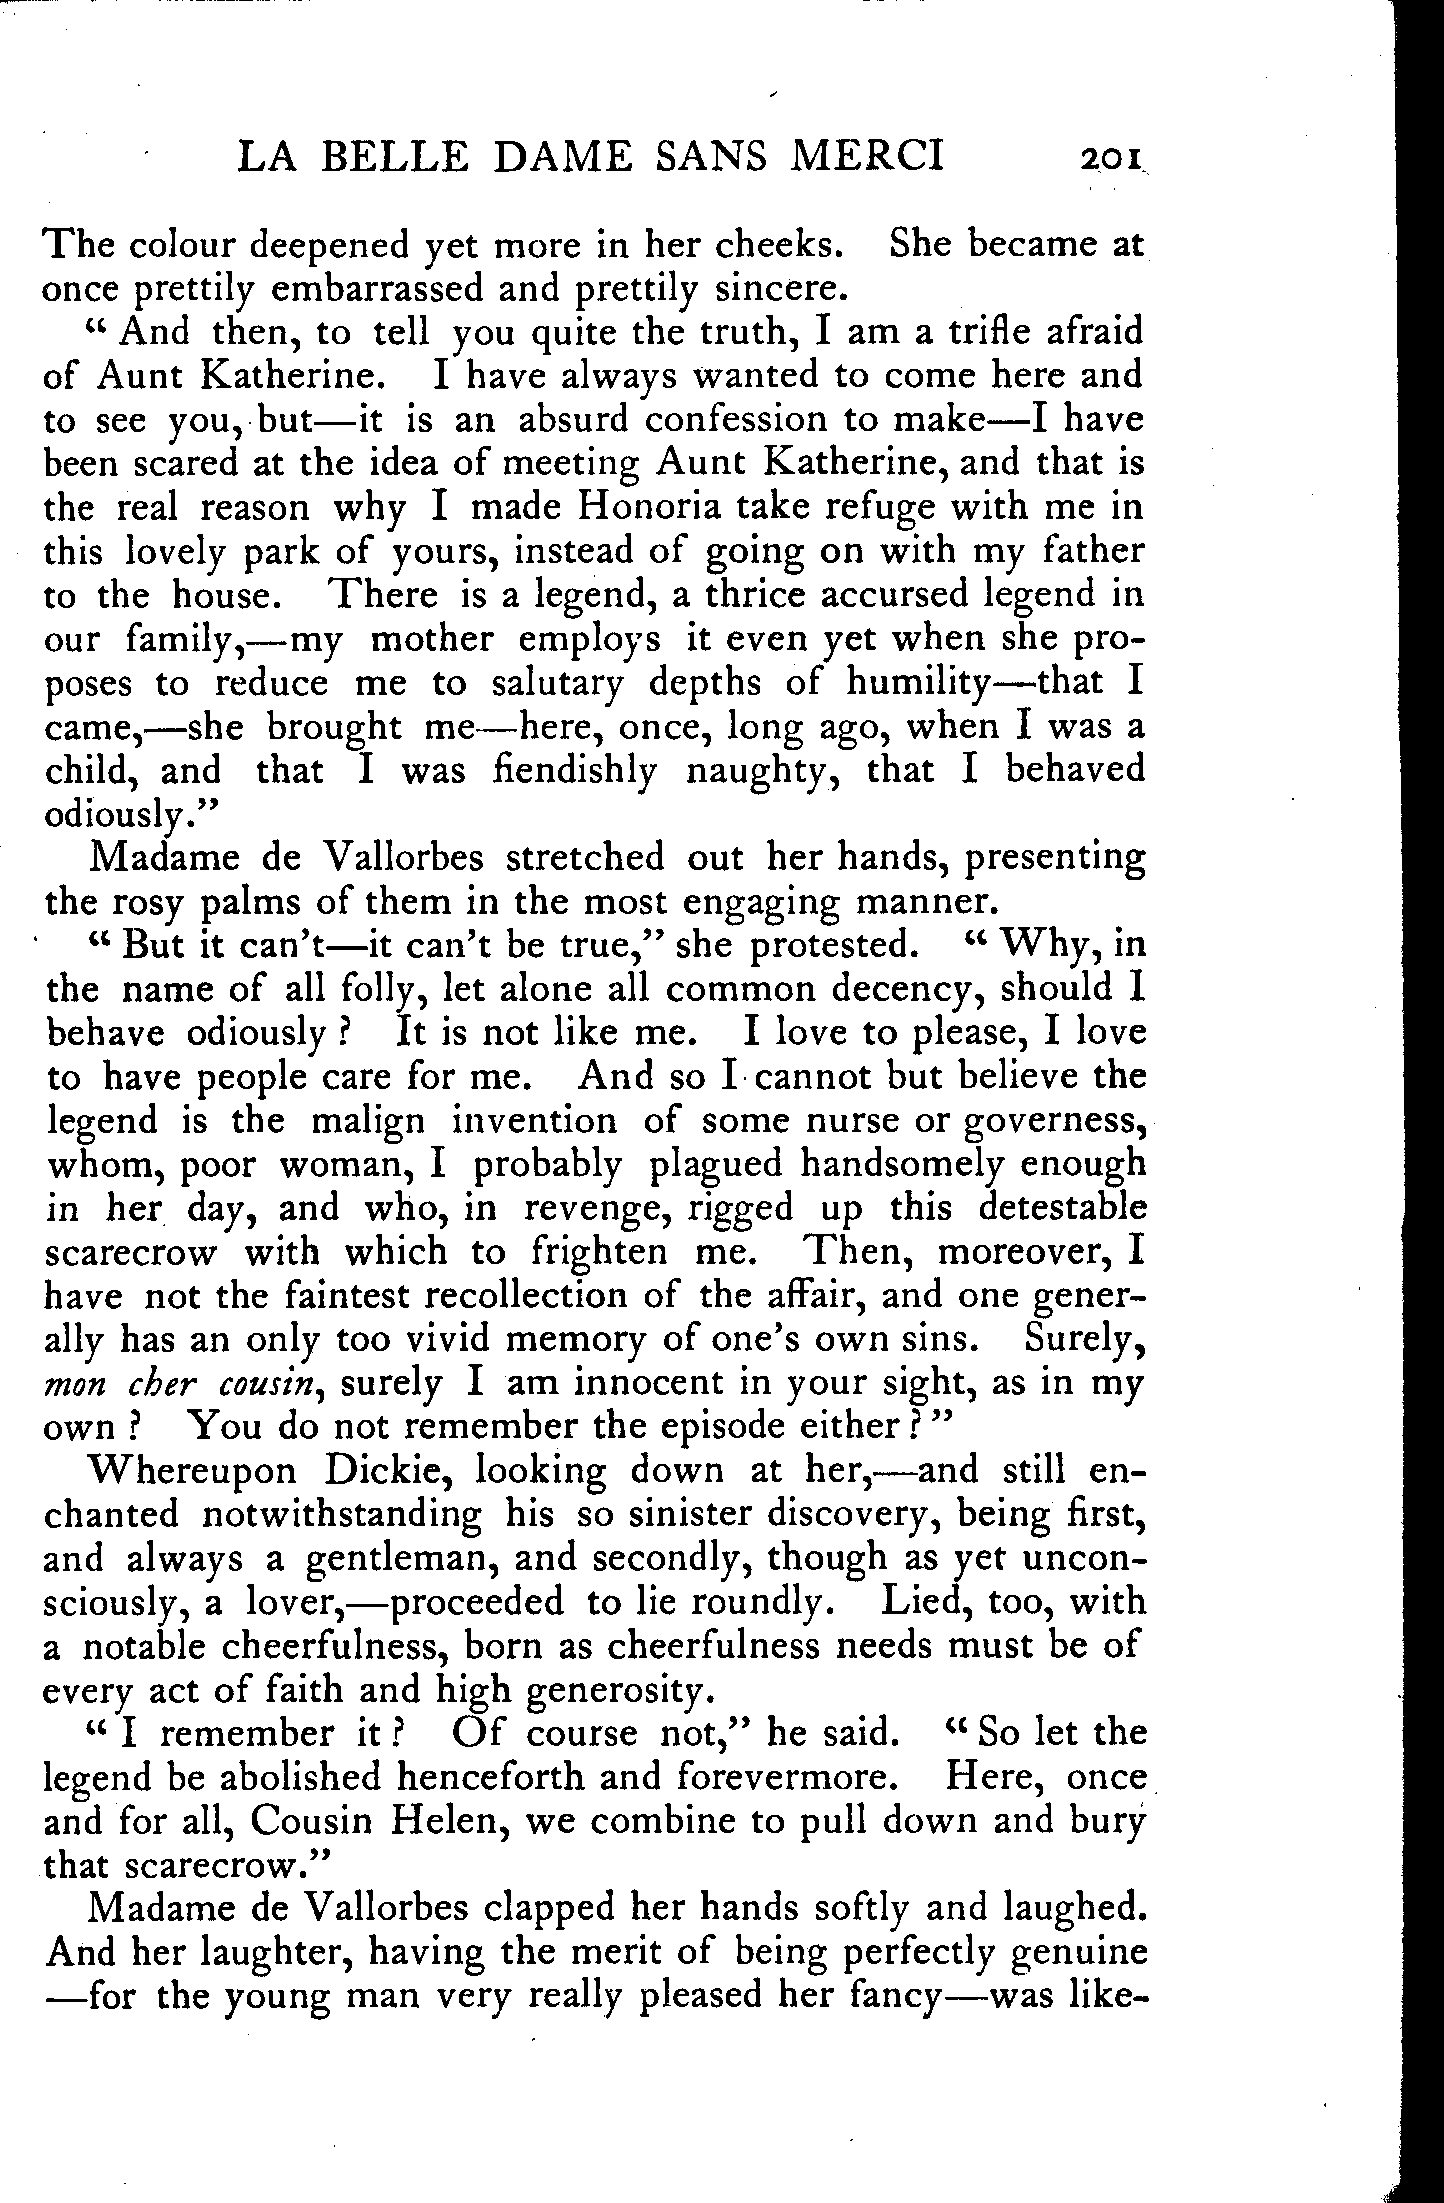 LA BELLE DAME SANS MERCI 201
The colour deepened yet more in her cheeks. She became at
once prettily embarrassed and prettily sincere.
“ And then, to tell you quite the truth, I am a trifle afraid
of Aunt Katherine. I have always wanted to come here and
to see you, but—it is an absurd confession to make—I have
been scared at the idea of meeting Aunt Katherine, and that is
the real reason why I made Honoria take refuge with me in
this lovely park of yours, instead of going on with my father
to the house. There is a legend, a thrice accursed legend in
our family,—my mother employs it even yet when she pro-
poses to reduce me to salutary depths of humility—that I
came,—she brought me—here, once, long ago, when I was a
child, and that I was fiendishly naughty, that I behaved
odiously.”
Madame de Vallorbes stretched out her hands, presenting
the rosy palms of them in the most engaging manner.
“ But it can’t—it can’t be true,” she protested. “ Why, in
the name of all folly, let alone all common decency, should I
behave odiously ? It is not like me. I love to please, I love
to have people care for me. And so I cannot but believe the
legend is the malign invention of some nurse or governess,
whom, poor woman, I probably plagued handsomely enough
in her day, and who, in revenge, rigged up this detestable
scarecrow with which to frighten me. Then, moreover, I
have not the faintest recollection of the affair, and one gener-
ally has an only too vivid memory of one’s own sins. Surely,
mon cher cousin, surely I am innocent in your sight, as in my
own ? You do not remember the episode either ? ”
Whereupon Dickie, looking down at her,—and still en-
chanted notwithstanding his so sinister discovery, being first,
and always a gentleman, and secondly, though as yet uncon-
sciously, a lover,—proceeded to lie roundly. Lied, too, with
a notable cheerfulness, born as cheerfulness needs must be of
every act of faith and high generosity.
“ I remember it ? Of course not,” he said. “ So let the
legend be abolished henceforth and forevermore. Here, once
and for all, Cousin Helen, we combine to pull down and bury
that scarecrow.”
Madame de Vallorbes clapped her hands softly and laughed.
And her laughter, having the merit of being perfectly genuine
—for the young man very really pleased her fancy—was like-